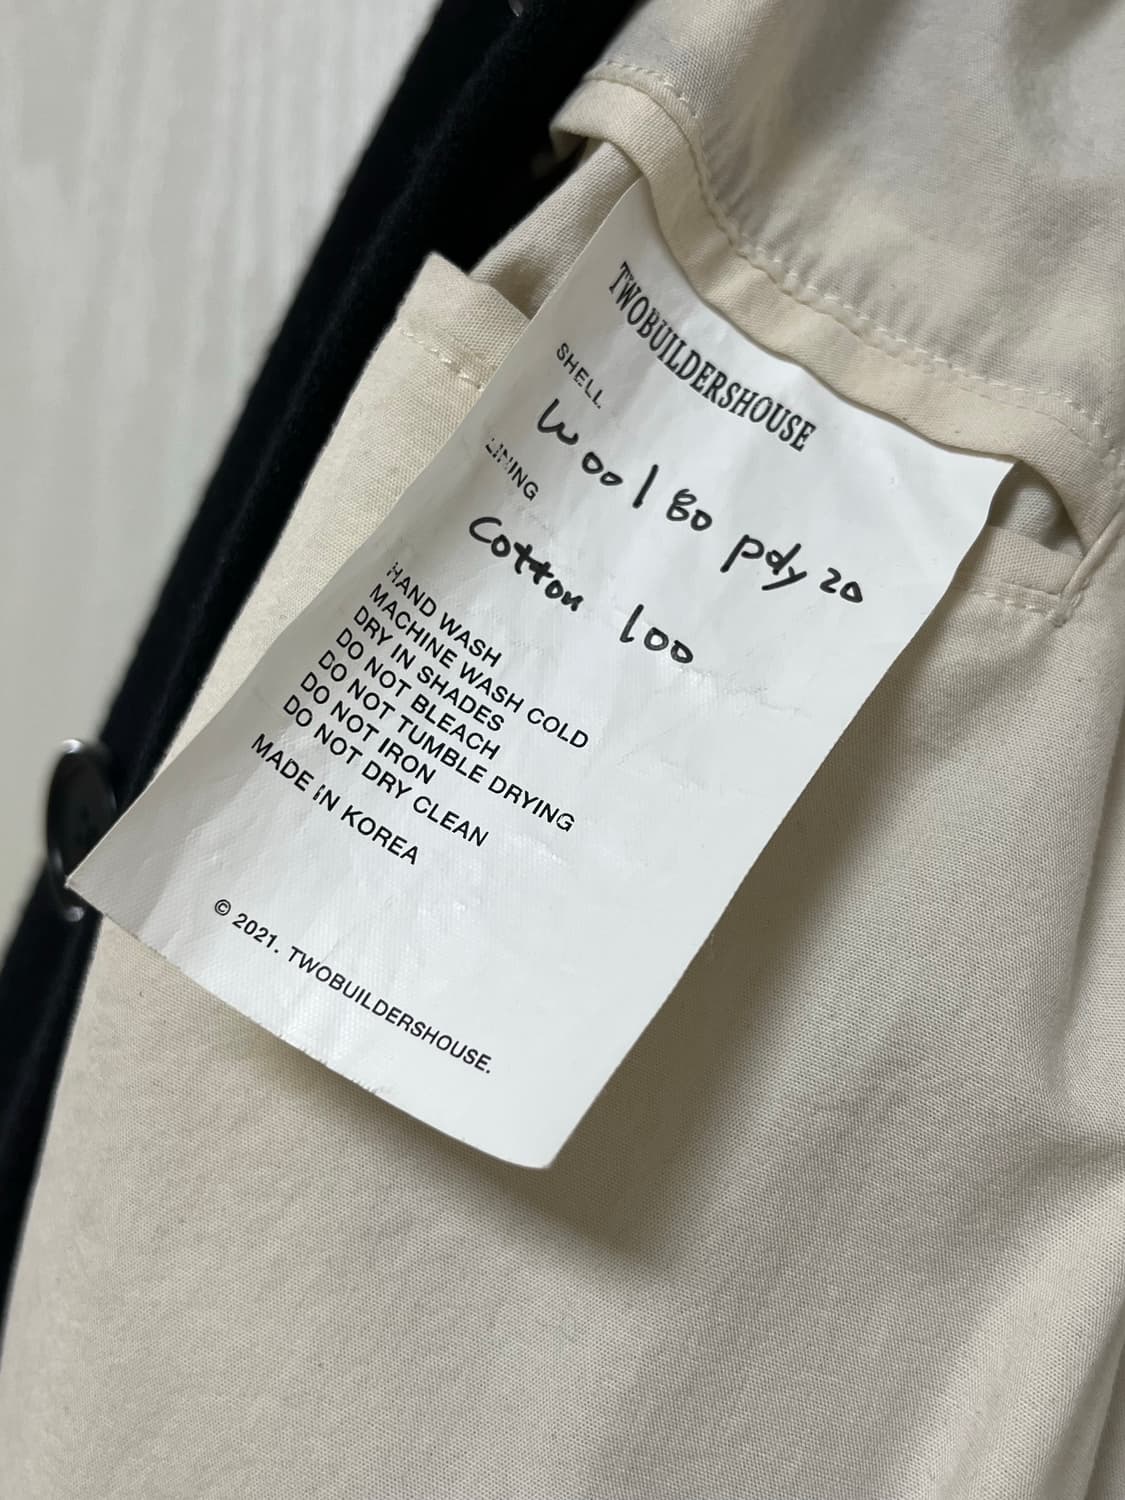 TWOBUILDERSHOUSE
SHELL
Wool 80 pdy 20
LINING
Cotton 100
HAND WASH
MACHINE WASH COLD
DRY IN SHADES
DO NOT BLEACH
DO NOT TUMBLE DRYING
DO NOT IRON
DO NOT DRY CLEAN
MADE IN KOREA
© 2021. TWOBUILDERSHOUSE.